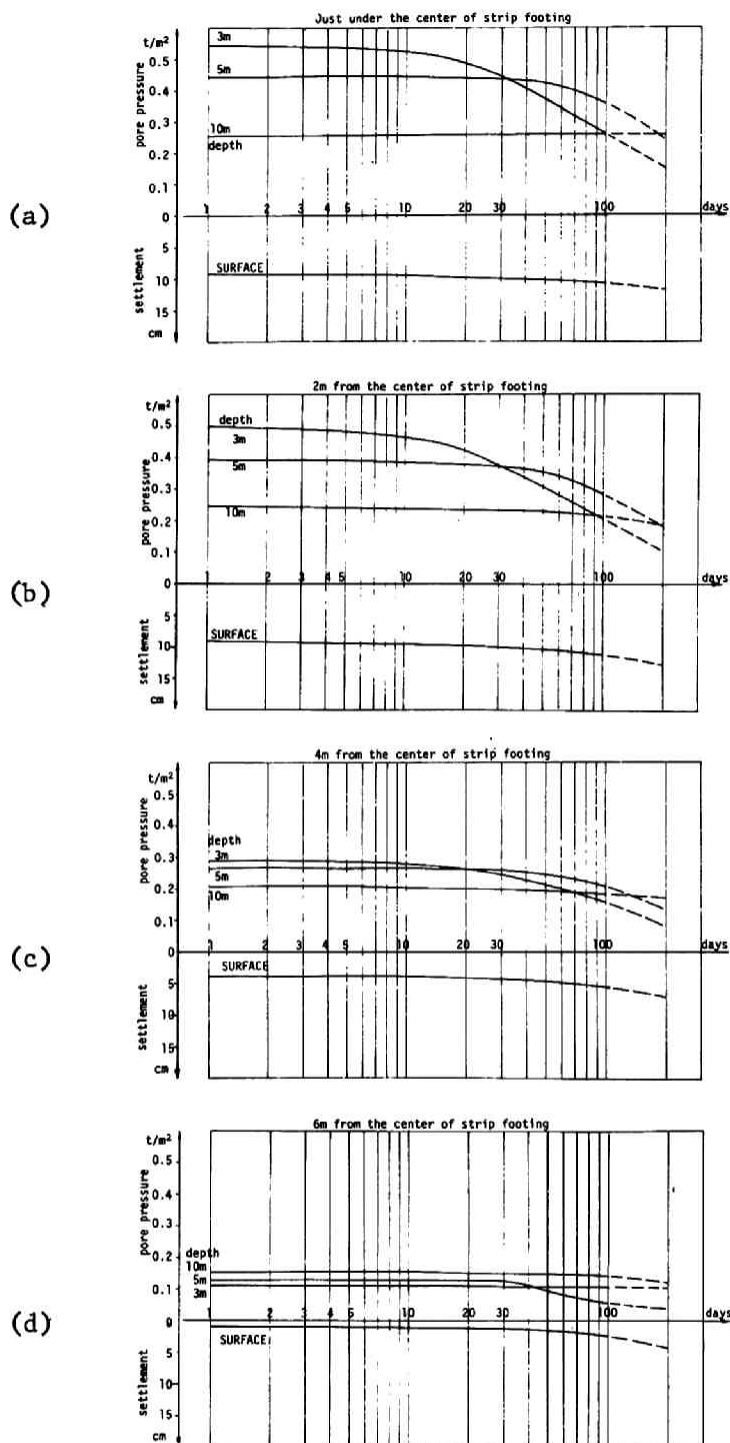 Just under the center of strip footing
t/m²
3m
0.5
5m
0.4
pore pressure
0.3
10m
depth
0.2
0.1
(a)
0
1 2 3 4 5 10 20 30 100 days
5
SURFACE
settlement
10
15
cm
2m from the center of strip footing
t/m²
0.5
depth
3m
0.4
5m
pore pressure
0.3
10m
0.2
0.1
(b)
0
1 2 3 4 5 10 20 30 100 days
5
SURFACE
settlement
10
15
cm
4m from the center of strip footing
t/m²
0.5
0.4
pore pressure
depth
0.3
3m
5m
0.2
10m
0.1
(c)
0
1 2 3 4 5 10 20 30 100 days
SURFACE
5
settlement
10
15
cm
6m from the center of strip footing
t/m²
0.5
0.4
pore pressure
0.3
0.2
depth
10m
5m
0.1
3m
(d)
0
1 2 3 4 5 10 20 30 100 days
SURFACE
5
settlement
10
15
cm